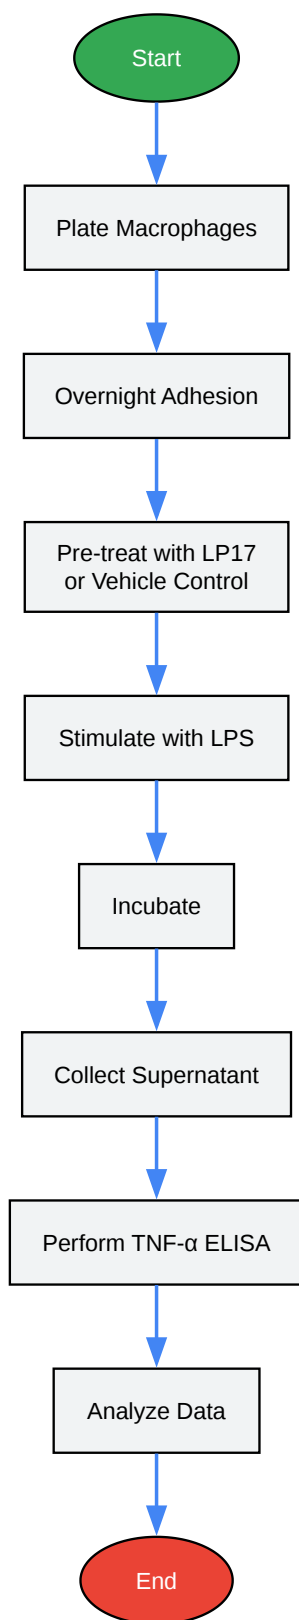 Start
Plate Macrophages
Overnight Adhesion
Pre-treat with LP17
or Vehicle Control
Stimulate with LPS
Incubate
Collect Supernatant
Perform TNF-α ELISA
Analyze Data
End